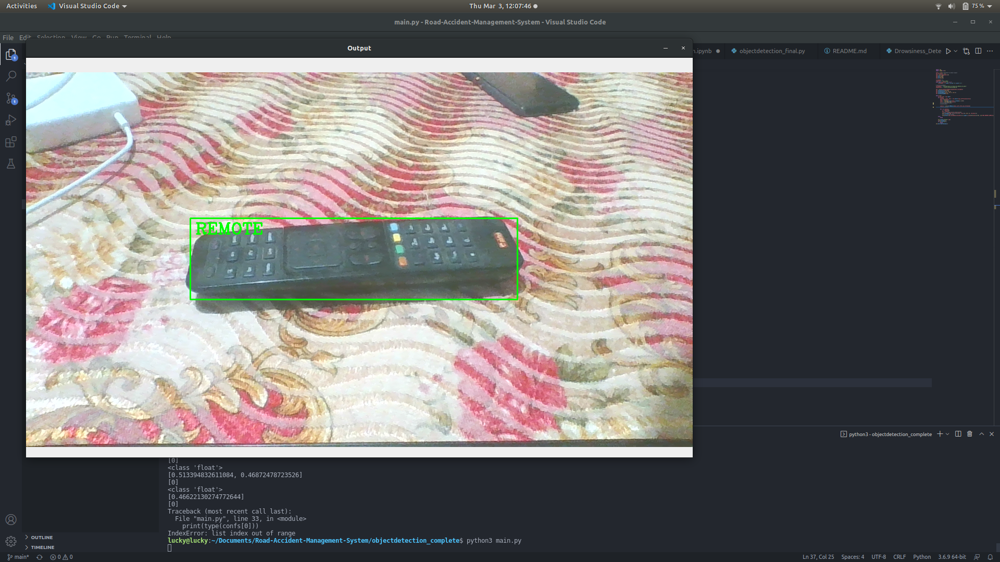 Activities
Visual Studio Code
Thu Mar 3, 12:07:46
75 %
main.py - Road-Accident-Management-System - Visual Studio Code
File Edit Selection View Go Run Terminal Help
Output
n.ipynb
objectdetection_final.py
README.md
Drowsiness_Dete
1
1
REMOTE
python3 - objectdetection_complete
[0]
<class 'float'>
[0.513394832611084, 0.46872478723526]
[0]
<class 'float'>
[0.46622130274772644]
[0]
Traceback (most recent call last):
File "main.py", line 33, in <module>
print(type(confs[0]))
IndexError: list index out of range
lucky@lucky:~/Documents/Road-Accident-Management-System/objectdetection_complete$ python3 main.py
OUTLINE
TIMELINE
main*
0 0
Ln 37, Col 25
Spaces: 4
UTF-8
CRLF
Python
3.6.9 64-bit